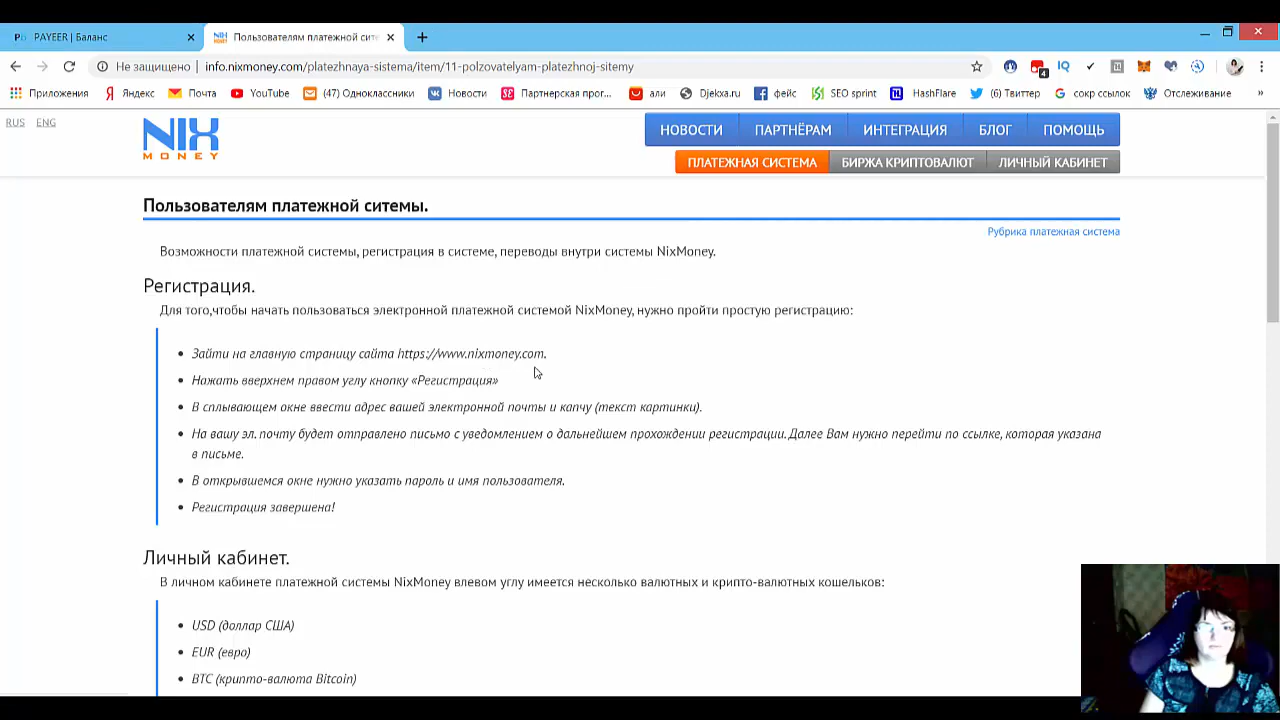 PAYEER | Баланс
Пользователям платежной сите
Не защищено
info.nixmoney.com/platezhnaya-sistema/item/11-polzovatelyam-platezhnoj-sitemy
4
Приложения
Яндекс
Почта
YouTube
(47) Одноклассники
Новости
Партнерская прог...
али
Djekxa.ru
фейс
SEO sprint
HashFlare
(6) Твиттер
сокр ссылок
Отслеживание
RUS ENG
NIX
MONEY
НОВОСТИ ПАРТНЁРАМ ИНТЕГРАЦИЯ БЛОГ ПОМОЩЬ
ПЛАТЕЖНАЯ СИСТЕМА БИРЖА КРИПТОВАЛЮТ ЛИЧНЫЙ КАБИНЕТ
Пользователям платежной ситемы.
Рубрика платежная система
Возможности платежной системы, регистрация в системе, переводы внутри системы NixMoney.
Регистрация.
Для того,чтобы начать пользоваться электронной платежной системой NixMoney, нужно пройти простую регистрацию:
Зайти на главную страницу сайта https://www.nixmoney.com.
Нажать вверхнем правом углу кнопку «Регистрация»
В сплывающем окне ввести адрес вашей электронной почты и капчу (текст картинки).
На вашу эл. почту будет отправлено письмо с уведомлением о дальнейшем прохождении регистрации. Далее Вам нужно перейти по ссылке, которая указана
в письме.
В открывшемся окне нужно указать пароль и имя пользователя.
Регистрация завершена!
Личный кабинет.
В личном кабинете платежной системы NixMoney влевом углу имеется несколько валютных и крипто-валютных кошельков:
USD (доллар США)
EUR (евро)
BTC (крипто-валюта Bitcoin)